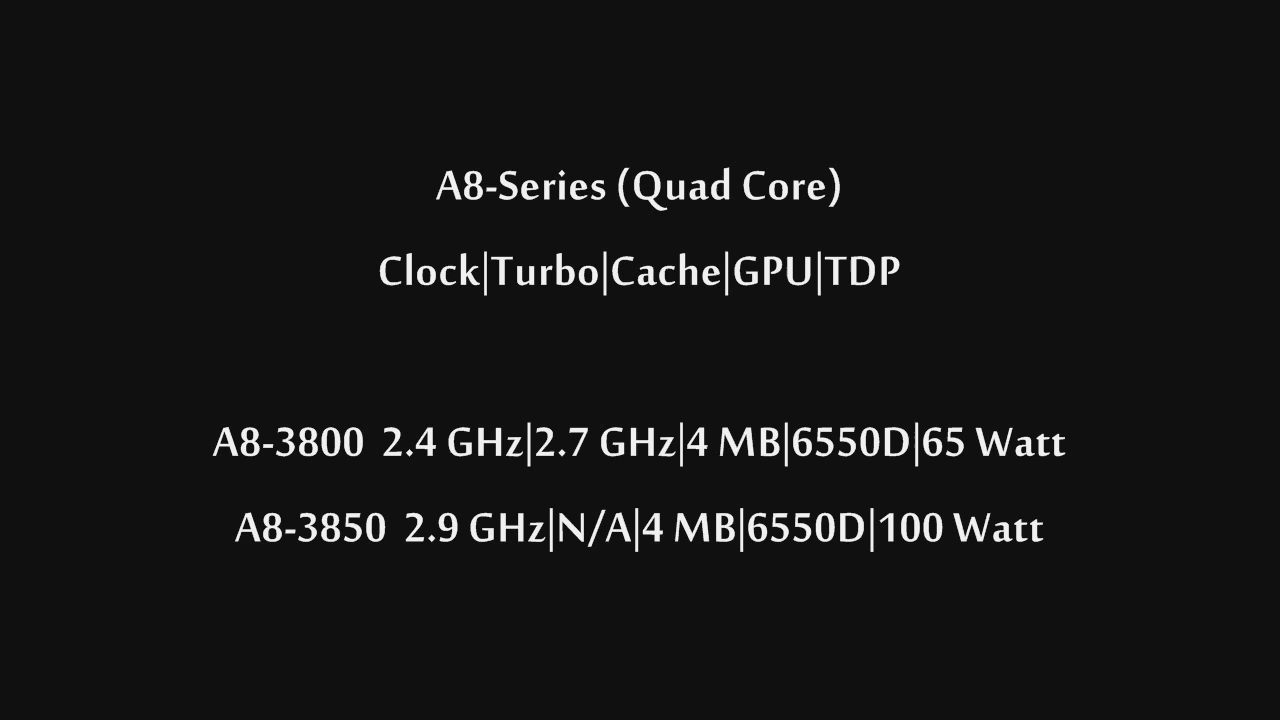 A8-Series (Quad Core)
Clock|Turbo|Cache|GPU|TDP
A8-3800 2.4 GHz|2.7 GHz|4 MB|6550D|65 Watt
A8-3850 2.9 GHz|N/A|4 MB|6550D|100 Watt